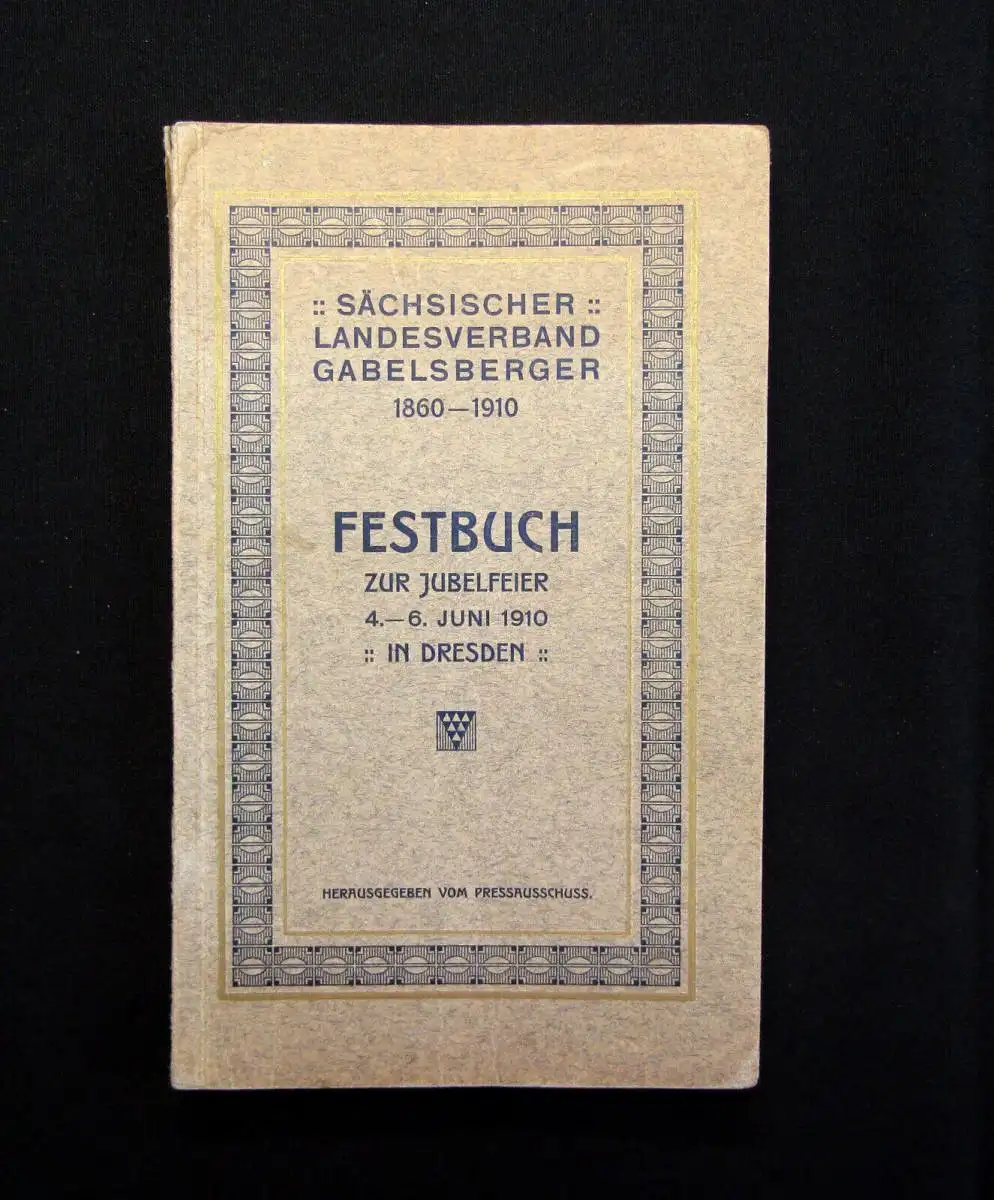 :: SÄCHSISCHER ::
LANDESVERBAND
GABELSBERGER
1860—1910
FESTBUCH
ZUR JUBELFEIER
4.—6. JUNI 1910
:: IN DRESDEN ::
HERAUSGEGEBEN VOM PRESSAUSSCHUSS.